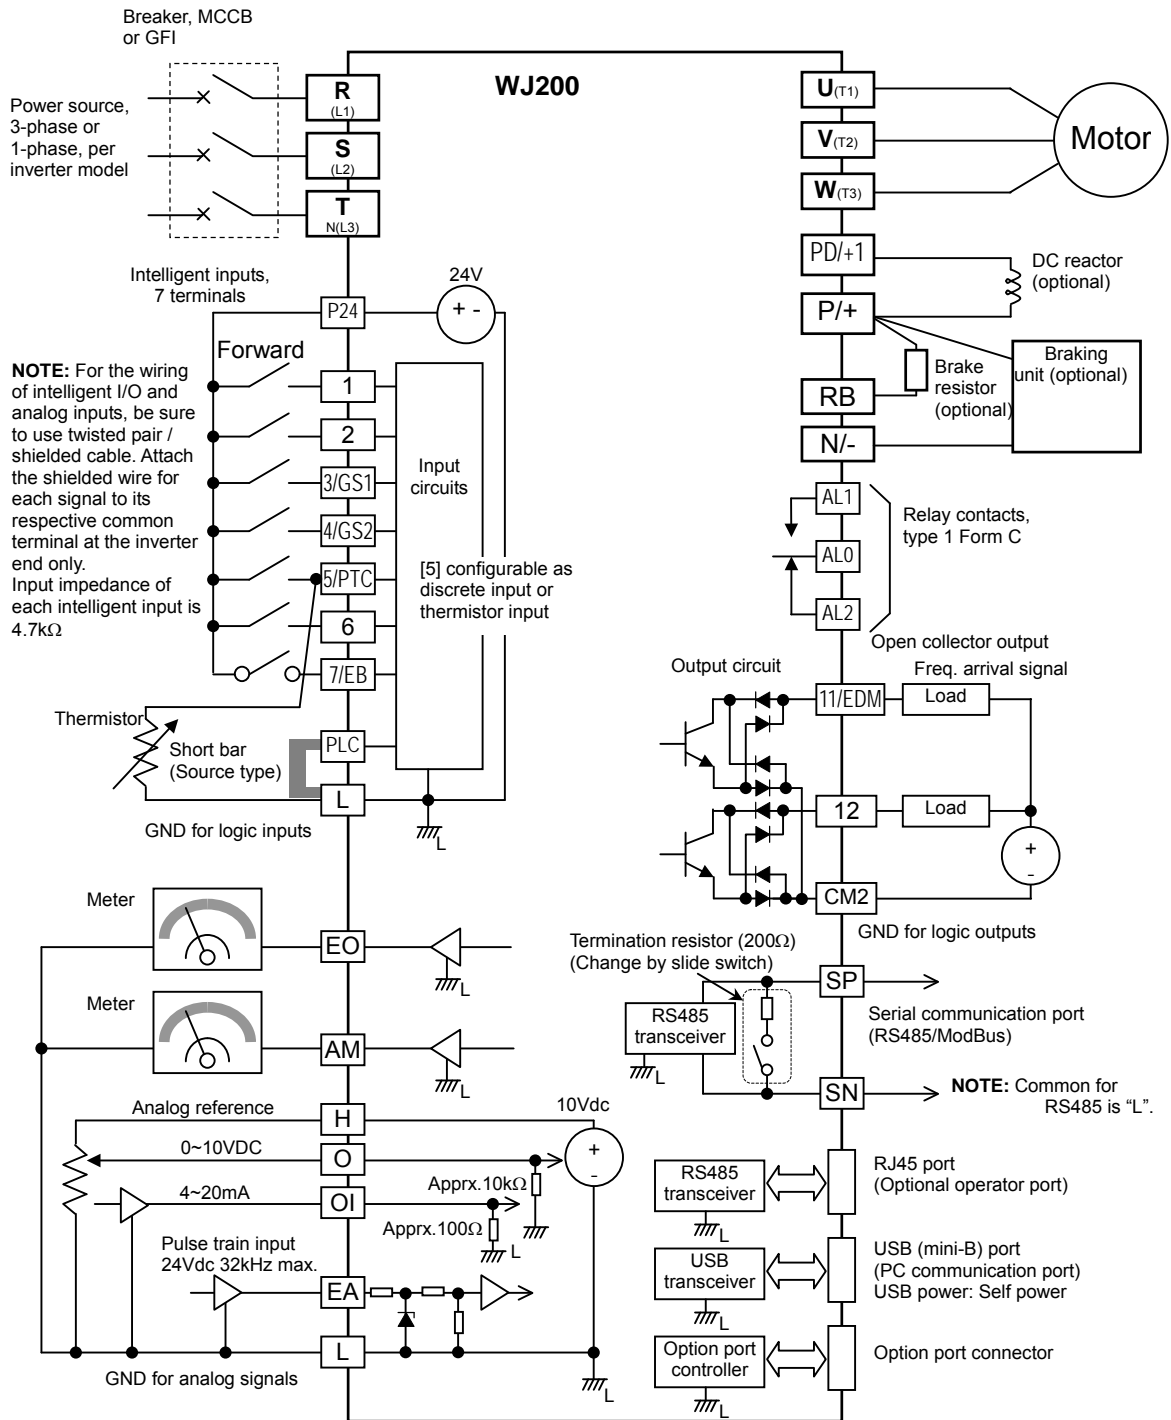 Breaker, MCCB
or GFI
WJ200
Power source,
3-phase or
1-phase, per
inverter model
R
(L1)
S
(L2)
T
N(L3)
U(T1)
V(T2)
W(T3)
Motor
PD/+1
DC reactor
(optional)
P/+
Brake
resistor
(optional)
Braking
unit (optional)
RB
N/-
Intelligent inputs,
7 terminals
24V
P24
+ -
Forward
NOTE: For the wiring
of intelligent I/O and
analog inputs, be sure
to use twisted pair /
shielded cable. Attach
the shielded wire for
each signal to its
respective common
terminal at the inverter
end only.
Input impedance of
each intelligent input is
4.7kΩ
1
2
3/GS1
4/GS2
5/PTC
6
7/EB
Input
circuits
[5] configurable as
discrete input or
thermistor input
Thermistor
Short bar
(Source type)
PLC
L
L
GND for logic inputs
AL1
AL0
AL2
Relay contacts,
type 1 Form C
Open collector output
Output circuit
Freq. arrival signal
11/EDM
Load
12
Load
+
-
CM2
GND for logic outputs
Meter
EO
L
Meter
AM
L
Termination resistor (200Ω)
(Change by slide switch)
RS485
transceiver
L
SP
Serial communication port
(RS485/ModBus)
SN
NOTE: Common for
RS485 is “L”.
Analog reference
H
10Vdc
0~10VDC
O
+
-
4~20mA
OI
Apprx.10kΩ
Apprx.100Ω
L
Pulse train input
24Vdc 32kHz max.
EA
L
L
GND for analog signals
RS485
transceiver
L
RJ45 port
(Optional operator port)
USB
transceiver
L
USB (mini-B) port
(PC communication port)
USB power: Self power
Option port
controller
L
Option port connector